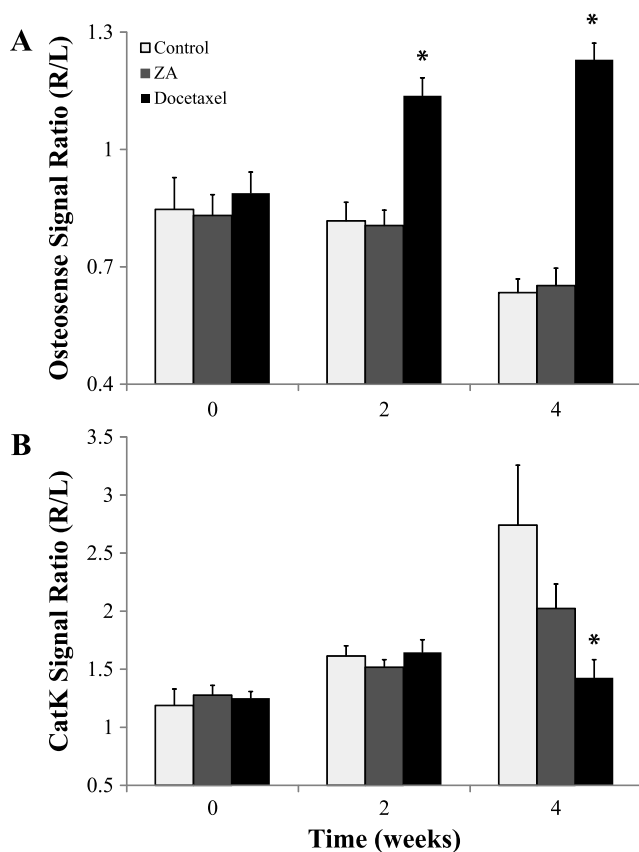 A
Osteosense Signal Ratio (R/L)
1.3
1
0.7
0.4
Control
ZA
Docetaxel
*
*
0
2
4
B
CatK Signal Ratio (R/L)
3.5
3
2.5
2
1.5
1
0.5
*
0
2
4
Time (weeks)